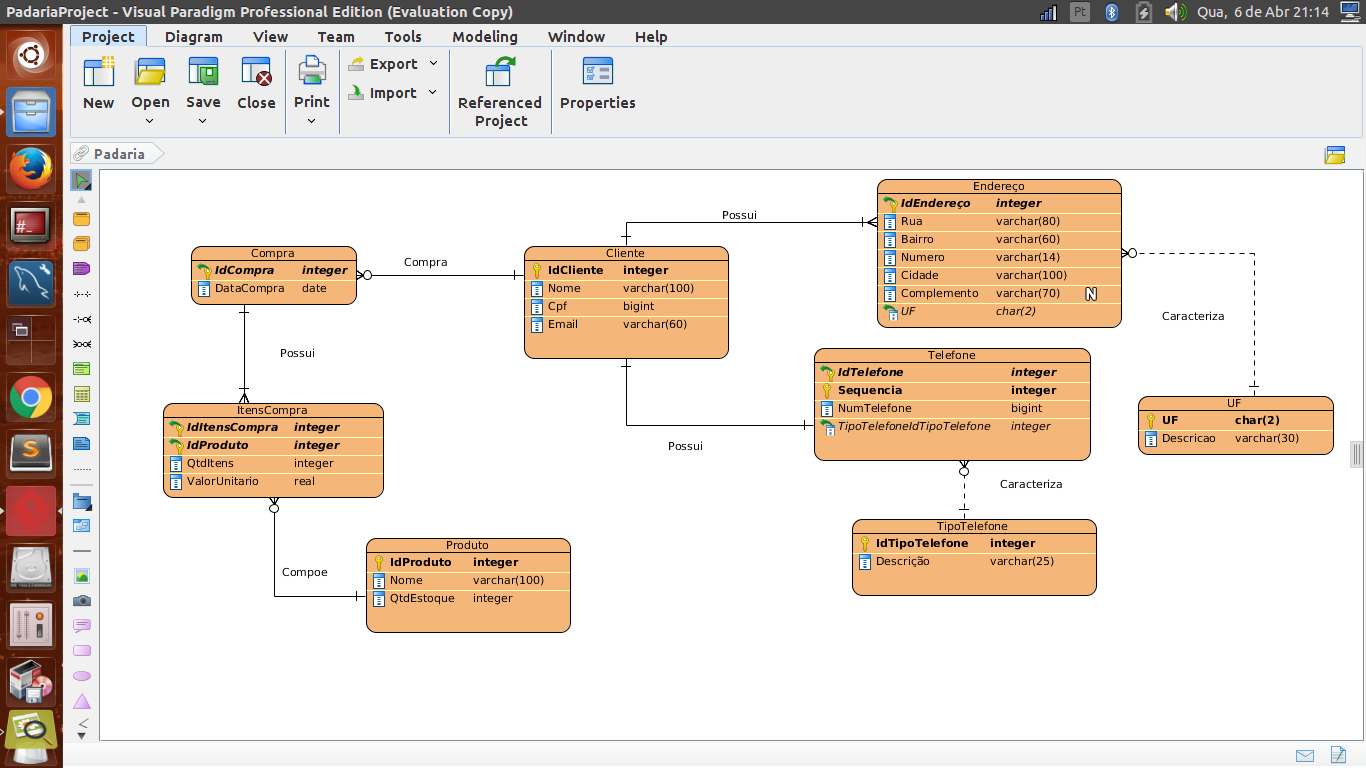 PadariaProject - Visual Paradigm Professional Edition (Evaluation Copy)
Pt
Qua, 6 de Abr 21:14
Project Diagram View Team Tools Modeling Window Help
New Open Save Close Print Export Import Referenced Project Properties
Padaria
Endereço
IdEndereço integer
Rua varchar(80)
Bairro varchar(60)
Numero varchar(14)
Cidade varchar(100)
Complemento varchar(70) N
UF char(2)
Possui
Compra
IdCompra integer
DataCompra date
Compra
Cliente
IdCliente integer
Nome varchar(100)
Cpf bigint
Email varchar(60)
Caracteriza
Possui
Telefone
IdTelefone integer
Sequencia integer
NumTelefone bigint
TipoTelefoneIdTipoTelefone integer
UF
UF char(2)
Descricao varchar(30)
ItensCompra
IdItensCompra integer
IdProduto integer
QtdItens integer
ValorUnitario real
Possui
Caracteriza
TipoTelefone
IdTipoTelefone integer
Descrição varchar(25)
Compoe
Produto
IdProduto integer
Nome varchar(100)
QtdEstoque integer
#_
S